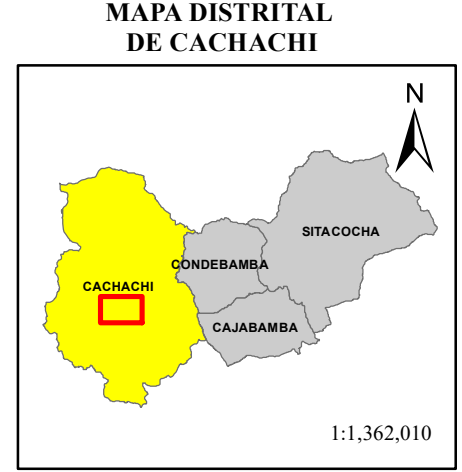 MAPA DISTRITAL
DE CACHACHI
N
SITACOCHA
CONDEBAMBA
CACHACHI
CAJABAMBA
1:1,362,010